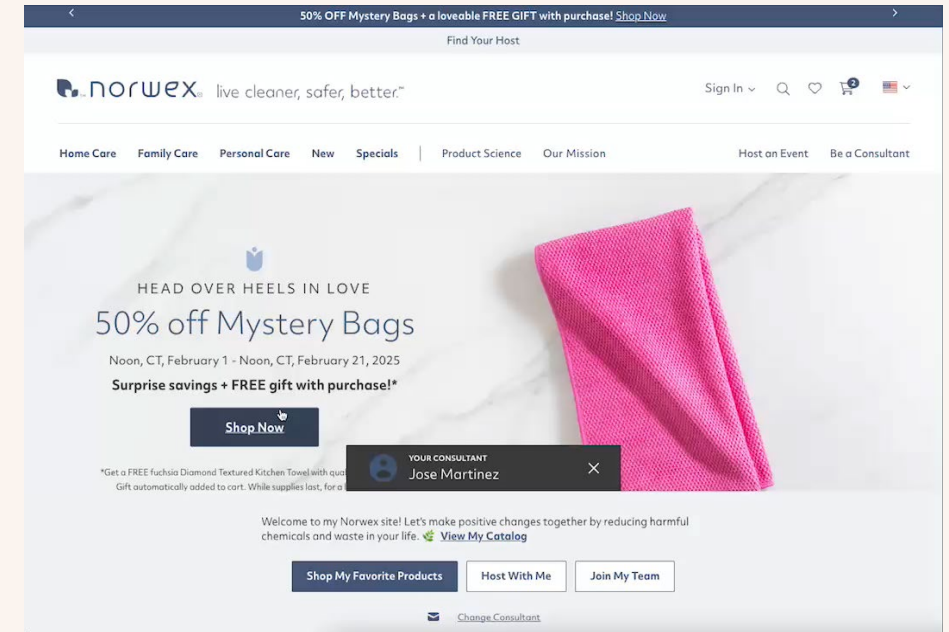 50% OFF Mystery Bags + a loveable FREE GIFT with purchase! Shop Now
Find Your Host
norwex live cleaner, safer, better.™
Sign In
2
Home Care Family Care Personal Care New Specials | Product Science Our Mission Host an Event Be a Consultant
HEAD OVER HEELS IN LOVE
50% off Mystery Bags
Noon, CT, February 1 - Noon, CT, February 21, 2025
Surprise savings + FREE gift with purchase!*
Shop Now
*Get a FREE fuchsia Diamond Textured Kitchen Towel with
Gift automatically added to cart. While supplies last, for a
YOUR CONSULTANT
Jose Martinez
Welcome to my Norwex site! Let's make positive changes together by reducing harmful
chemicals and waste in your life. 🌿 View My Catalog
Shop My Favorite Products Host With Me Join My Team
Change Consultant